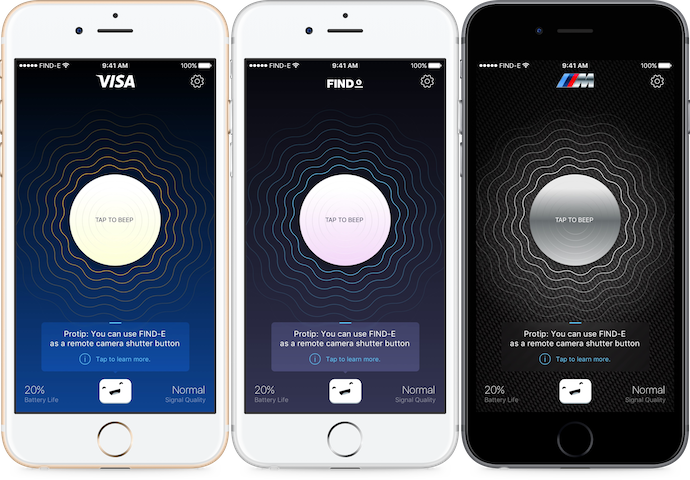 FIND-E 9:41 AM 100%
VISA
TAP TO BEEP
Protip: You can use FIND-E
as a remote camera shutter button
Tap to learn more.
20% Normal
Battery Life Signal Quality
FIND-E 9:41 AM 100%
FIND
TAP TO BEEP
Protip: You can use FIND-E
as a remote camera shutter button
Tap to learn more.
20% Normal
Battery Life Signal Quality
FIND-E 9:41 AM 100%
M
TAP TO BEEP
Protip: You can use FIND-E
as a remote camera shutter button
Tap to learn more.
20% Normal
Battery Life Signal Quality